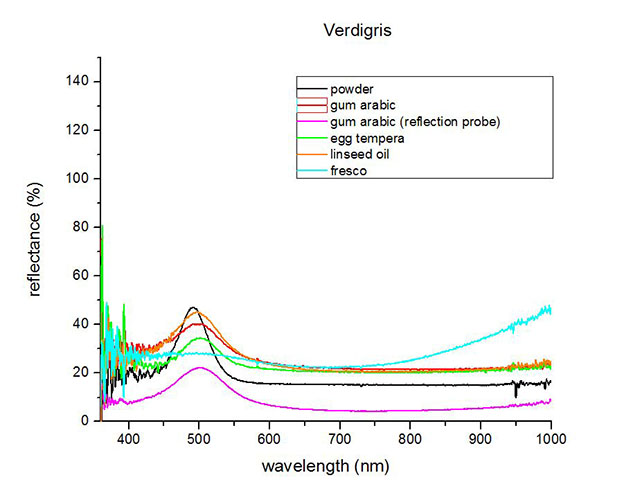 Verdigris
powder
gum arabic
gum arabic (reflection probe)
egg tempera
linseed oil
fresco
140
120
100
80
60
40
20
0
reflectance (%)
400 500 600 700 800 900 1000
wavelength (nm)